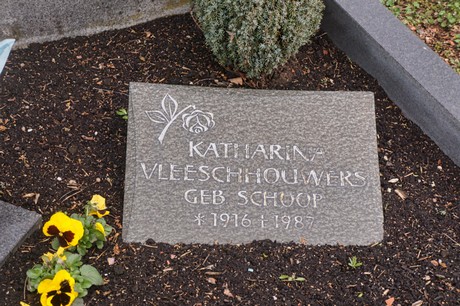 KATHARINA
VLEESCHHOUWERS
GEB SCHOOP
* 1916 † 1987